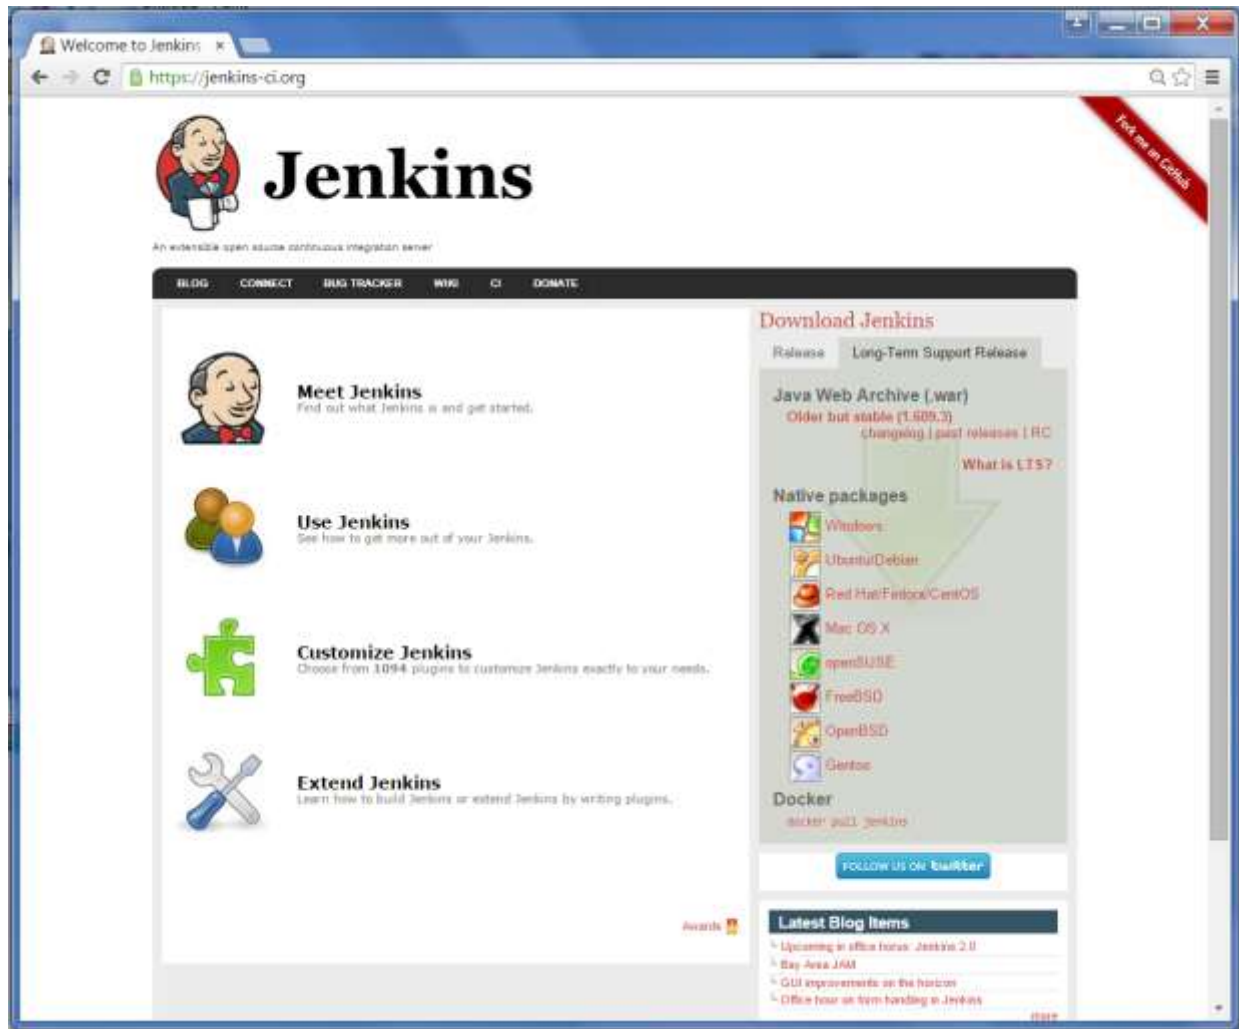 Welcome to Jenkins
https://jenkins-ci.org
Fork me on GitHub
Jenkins
An extensible open source continuous integration server
BLOG CONNECT BUG TRACKER WIKI CI DONATE
Meet Jenkins
Find out what Jenkins is and get started.
Use Jenkins
See how to get more out of your Jenkins.
Customize Jenkins
Choose from 1094 plugins to customize Jenkins exactly to your needs.
Extend Jenkins
Learn how to build Jenkins or extend Jenkins by writing plugins.
Awards
Download Jenkins
Release Long-Term Support Release
Java Web Archive (.war)
Older but stable (1.609.3)
changelog | past releases | RC
What is LTS?
Native packages
Windows
Ubuntu/Debian
Red Hat/Fedora/CentOS
Mac OS X
openSUSE
FreeBSD
OpenBSD
Gentoo
Docker
docker pull jenkins
FOLLOW US ON twitter
Latest Blog Items
Upcoming in office horus: Jenkins 2.0
Bay Area JAM
GUI improvements on the horizon
Office hour on form handling in Jenkins
more